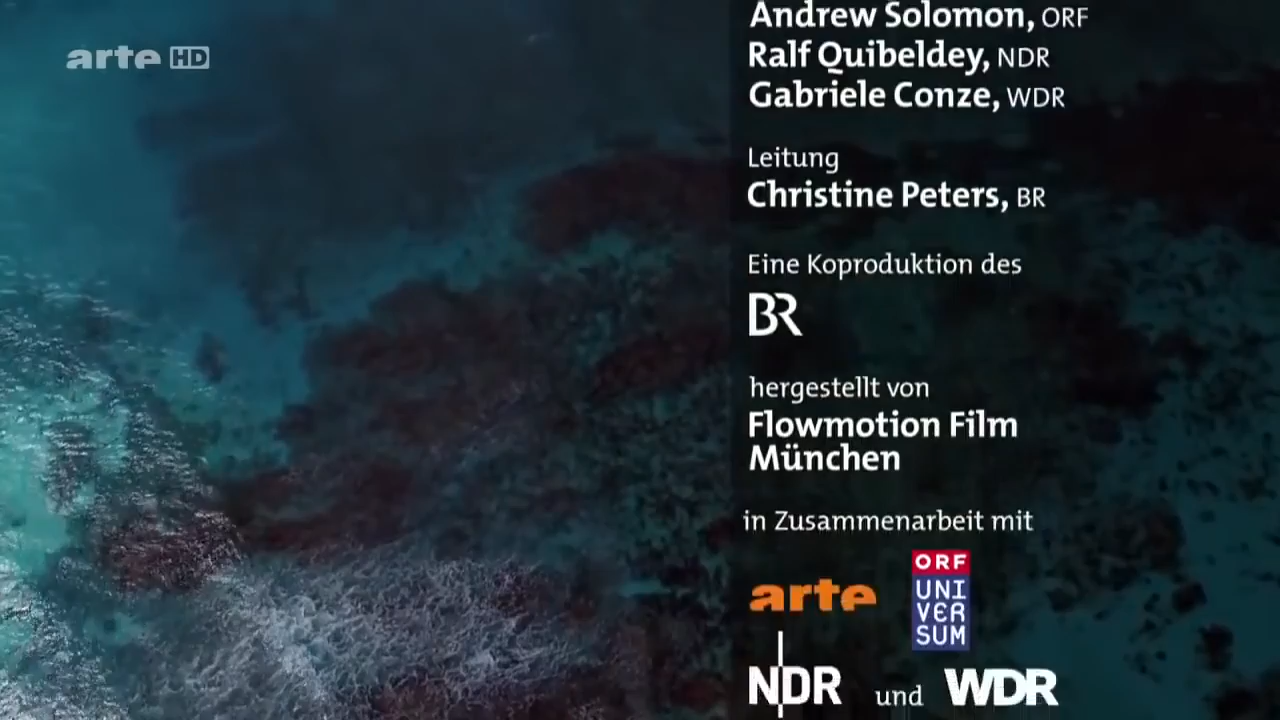 arte HD
Andrew Solomon, ORF
Ralf Quibeldey, NDR
Gabriele Conze, WDR
Leitung
Christine Peters, BR
Eine Koproduktion des
BR
hergestellt von
Flowmotion Film
München
in Zusammenarbeit mit
arte
ORF
UNI
VER
SUM
NDR und WDR